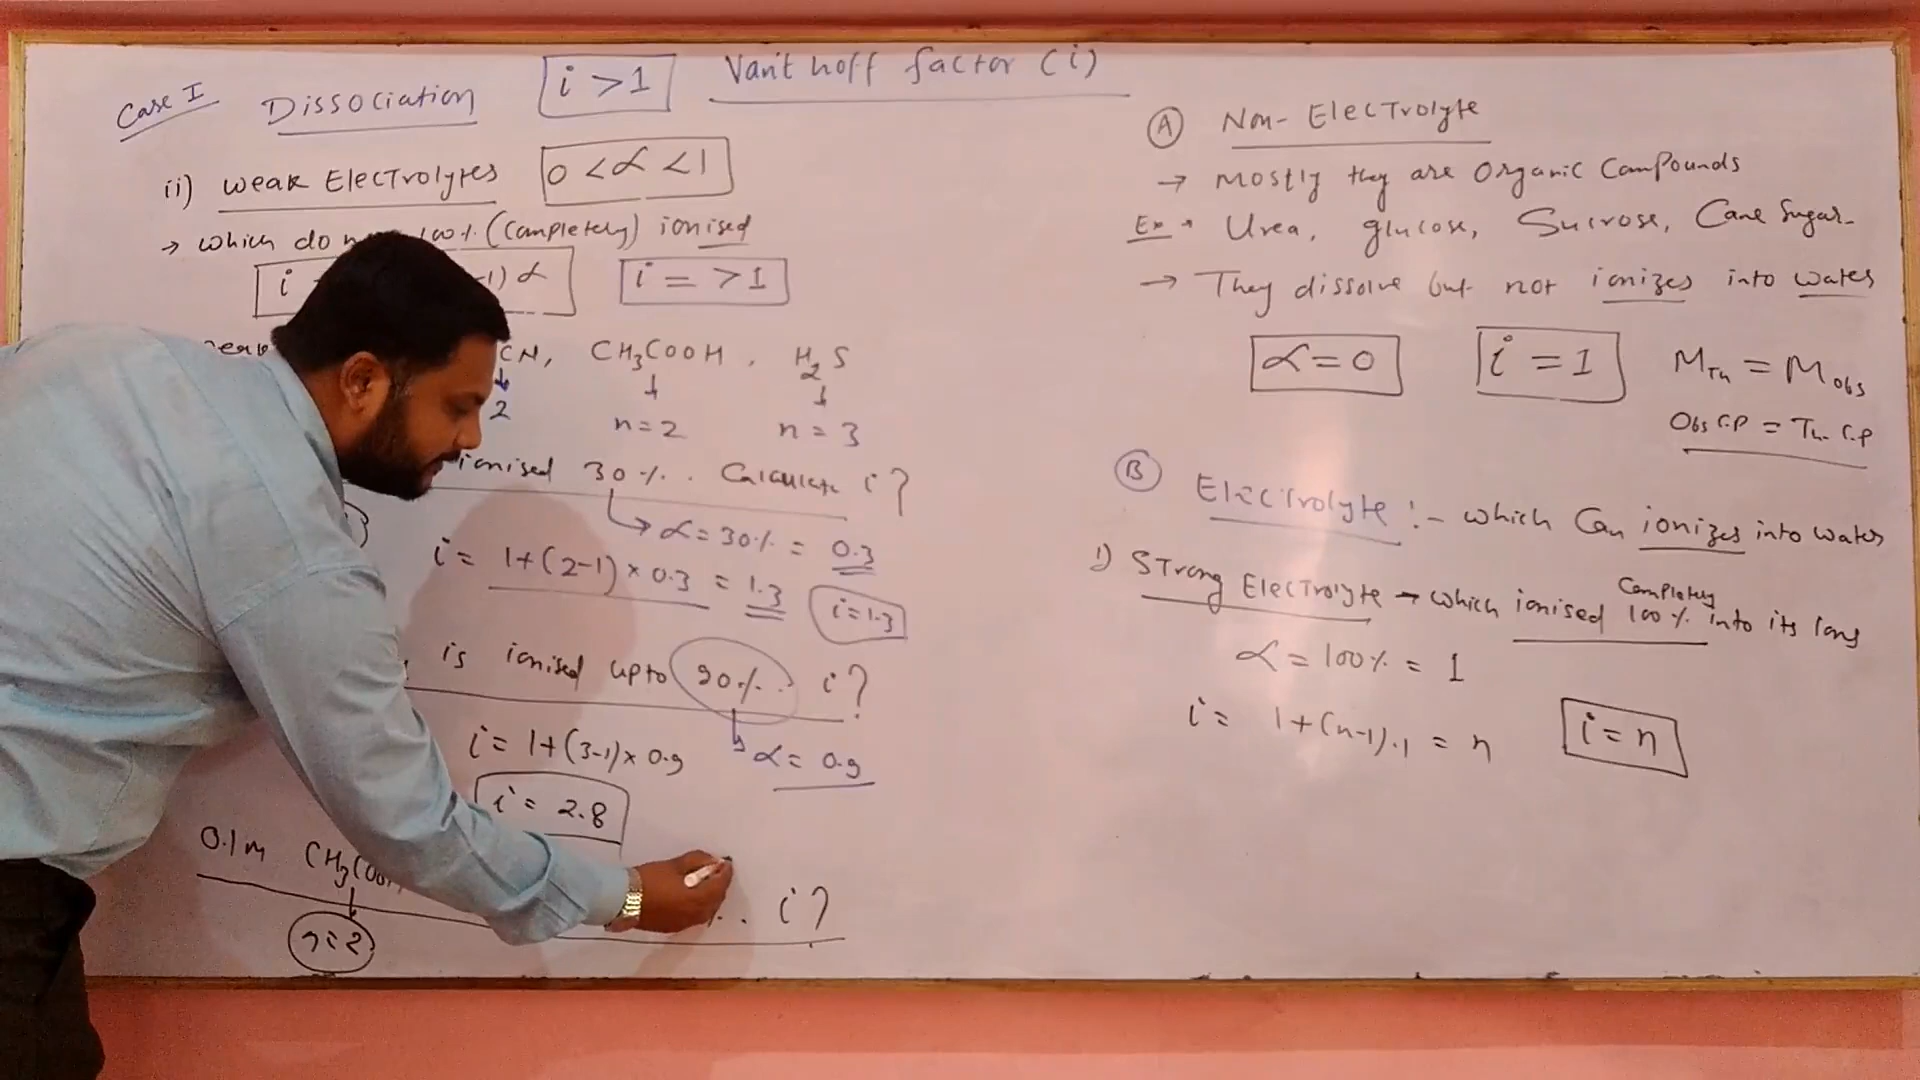 Van't hoff factor (i)
Case I Dissociation i > 1
ii) Weak Electrolytes 0 < α < 1
→ which do 100% (completely) ionised
i -1) α i = > 1
CN, CH3COOH, H2S
2 n = 2 n = 3
ionised 30%. Calculate i?
α = 30% = 0.3
i = 1+(2-1) × 0.3 = 1.3 i = 1.3
is ionised upto 90%. i?
i = 1+(3-1) × 0.9 α = 0.9
i = 2.8
0.1m CH3COOH i?
n = 2
A Non-Electrolyte
→ Mostly they are Organic Compounds
Ex → Urea, glucose, Sucrose, Cane Sugar
→ They dissolve but not ionizes into water
α = 0 i = 1 MTh = Mobs
Obs C.P = Th. C.P
B Electrolyte :- which Can ionizes into water
1) Strong Electrolyte → which ionised Completely 100% into its ions
α = 100% = 1
i = 1+(n-1).1 = n i = n